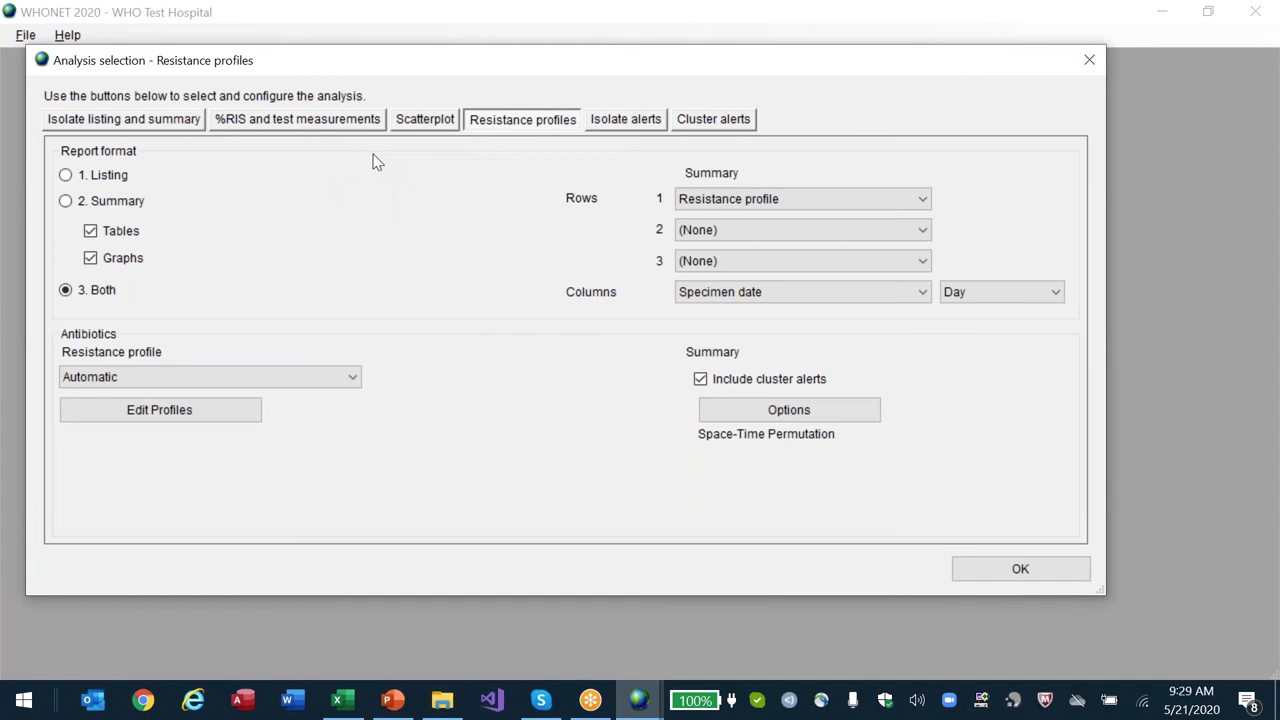 WHONET 2020 - WHO Test Hospital
File Help
Analysis selection - Resistance profiles
Use the buttons below to select and configure the analysis.
Isolate listing and summary %RIS and test measurements Scatterplot Resistance profiles Isolate alerts Cluster alerts
Report format
1. Listing
2. Summary
Tables
Graphs
3. Both
Summary
Rows 1 Resistance profile
2 (None)
3 (None)
Columns Specimen date Day
Antibiotics
Resistance profile
Automatic
Edit Profiles
Summary
Include cluster alerts
Options
Space-Time Permutation
OK
100%
9:29 AM
5/21/2020
8